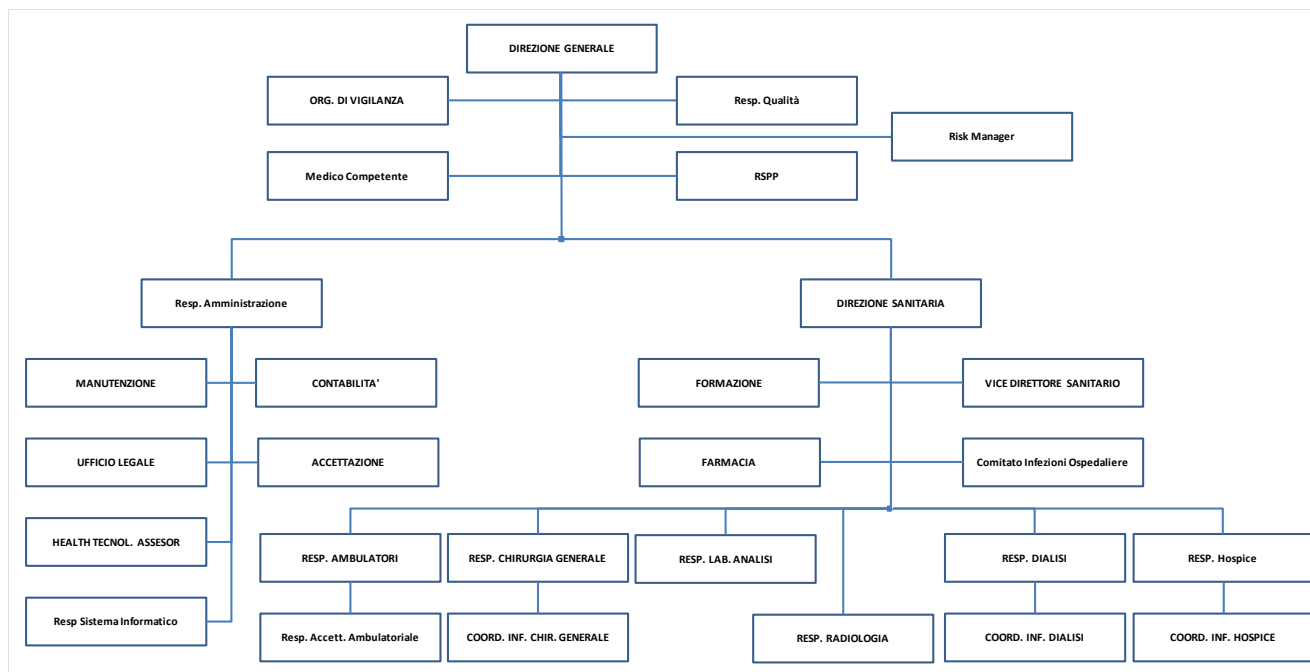 DIREZIONE GENERALE
ORG. DI VIGILANZA
Resp. Qualità
Risk Manager
Medico Competente
RSPP
Resp. Amministrazione
DIREZIONE SANITARIA
MANUTENZIONE
CONTABILITA'
FORMAZIONE
VICE DIRETTORE SANITARIO
UFFICIO LEGALE
ACCETTAZIONE
FARMACIA
Comitato Infezioni Ospedaliere
HEALTH TECNOL. ASSESOR
RESP. AMBULATORI
RESP. CHIRURGIA GENERALE
RESP. LAB. ANALISI
RESP. DIALISI
RESP. Hospice
Resp Sistema Informatico
Resp. Accett. Ambulatoriale
COORD. INF. CHIR. GENERALE
RESP. RADIOLOGIA
COORD. INF. DIALISI
COORD. INF. HOSPICE